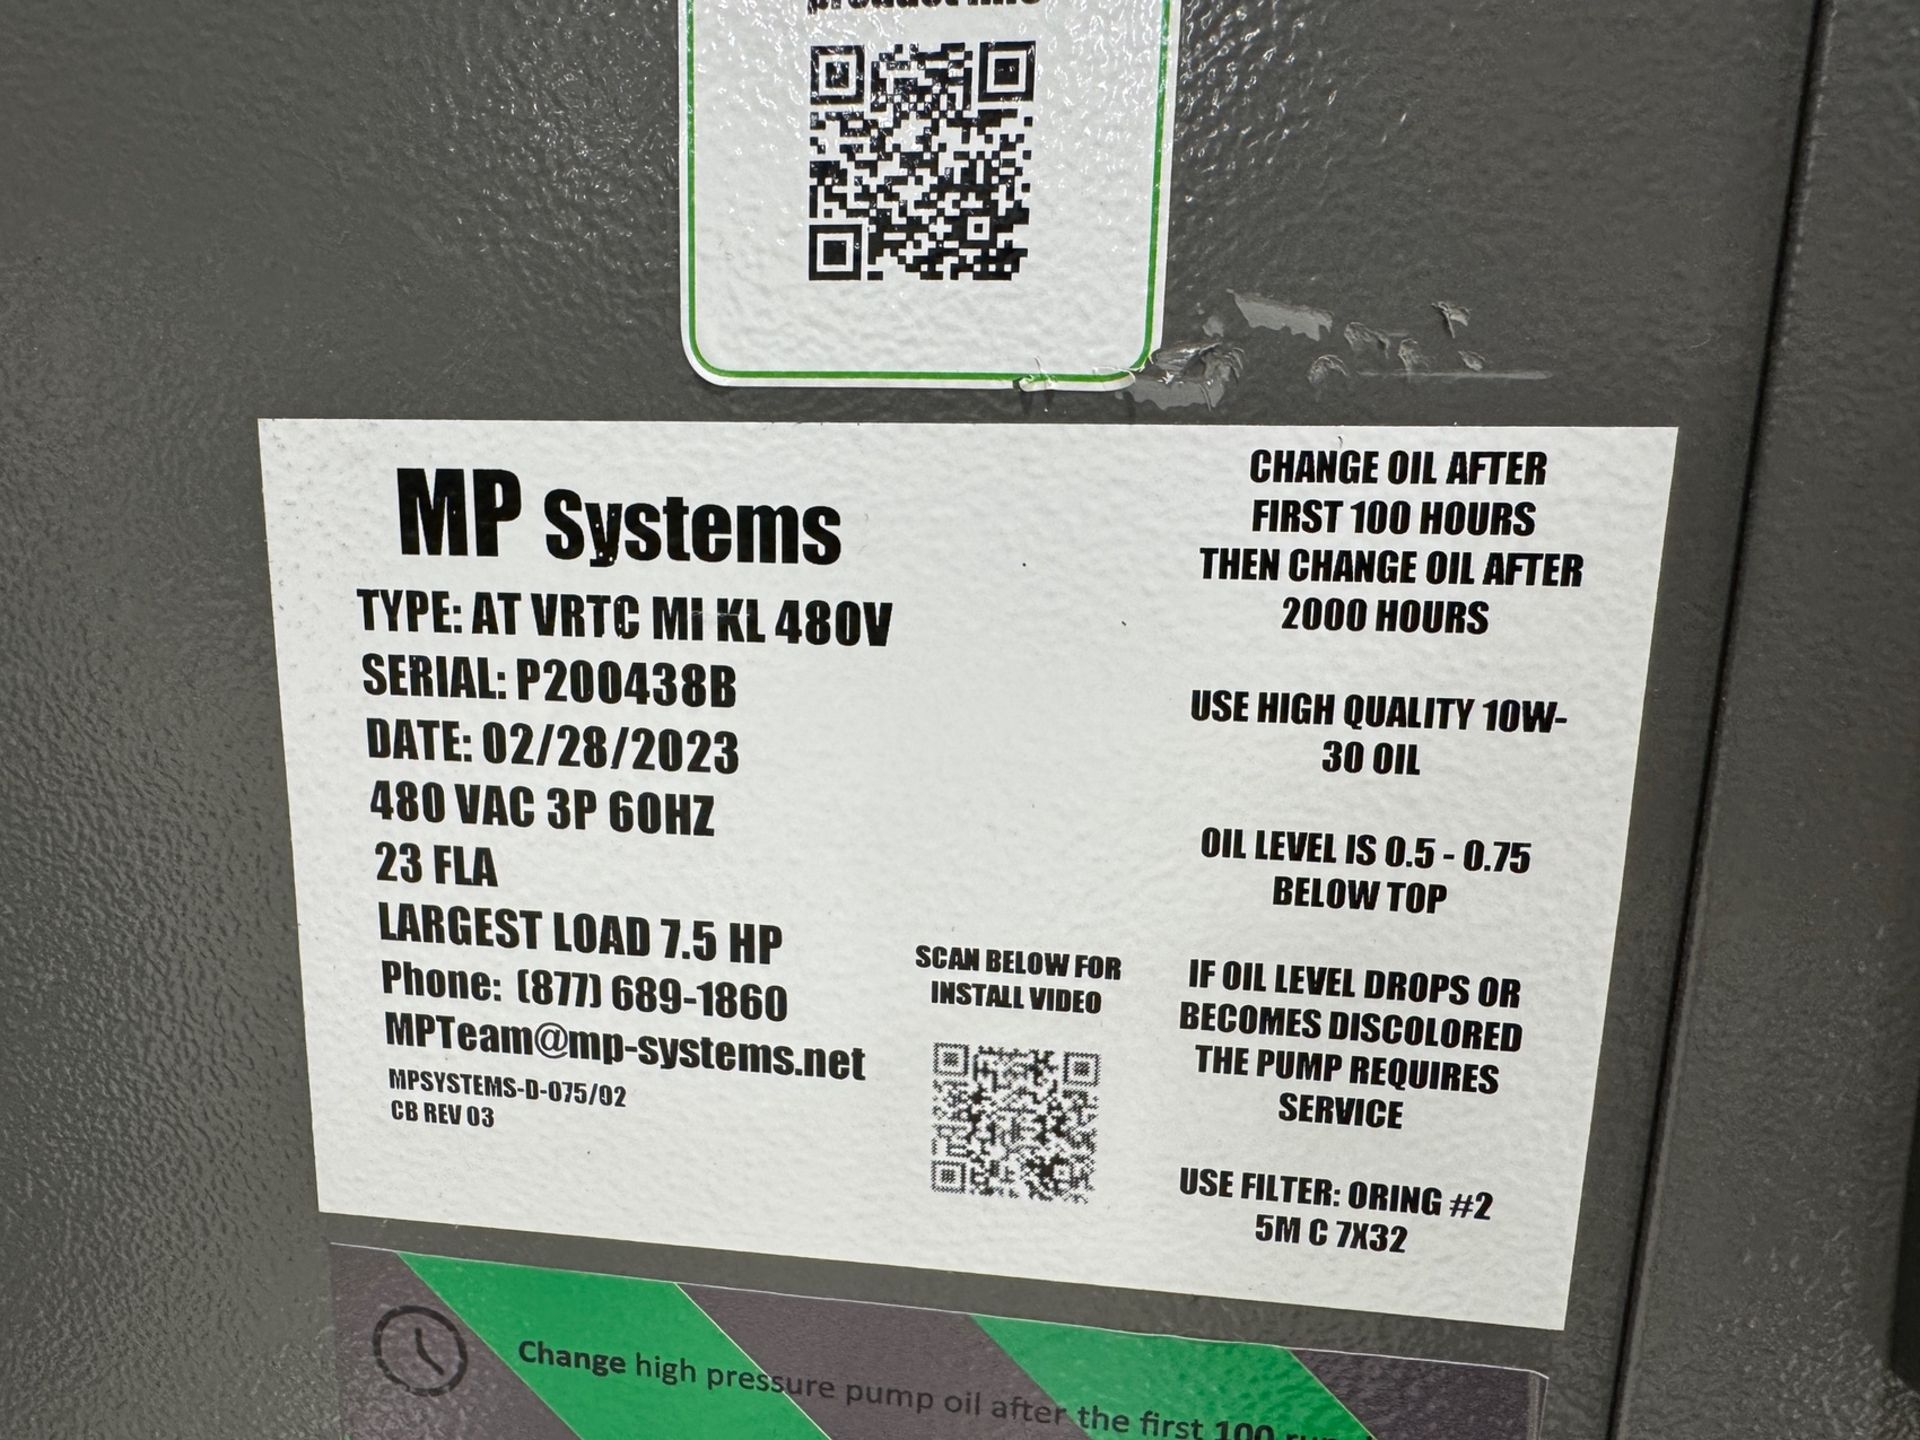 product info
MP Systems
TYPE: AT VRTC MI KL 480V
SERIAL: P200438B
DATE: 02/28/2023
480 VAC 3P 60HZ
23 FLA
LARGEST LOAD 7.5 HP
Phone: (877) 689-1860
MPTeam@mp-systems.net
MPSYSTEMS-D-075/02
CB REV 03
SCAN BELOW FOR
INSTALL VIDEO
CHANGE OIL AFTER
FIRST 100 HOURS
THEN CHANGE OIL AFTER
2000 HOURS
USE HIGH QUALITY 10W-
30 OIL
OIL LEVEL IS 0.5 - 0.75
BELOW TOP
IF OIL LEVEL DROPS OR
BECOMES DISCOLORED
THE PUMP REQUIRES
SERVICE
USE FILTER: ORING #2
5M C 7X32
Change high pressure pump oil after the first 100